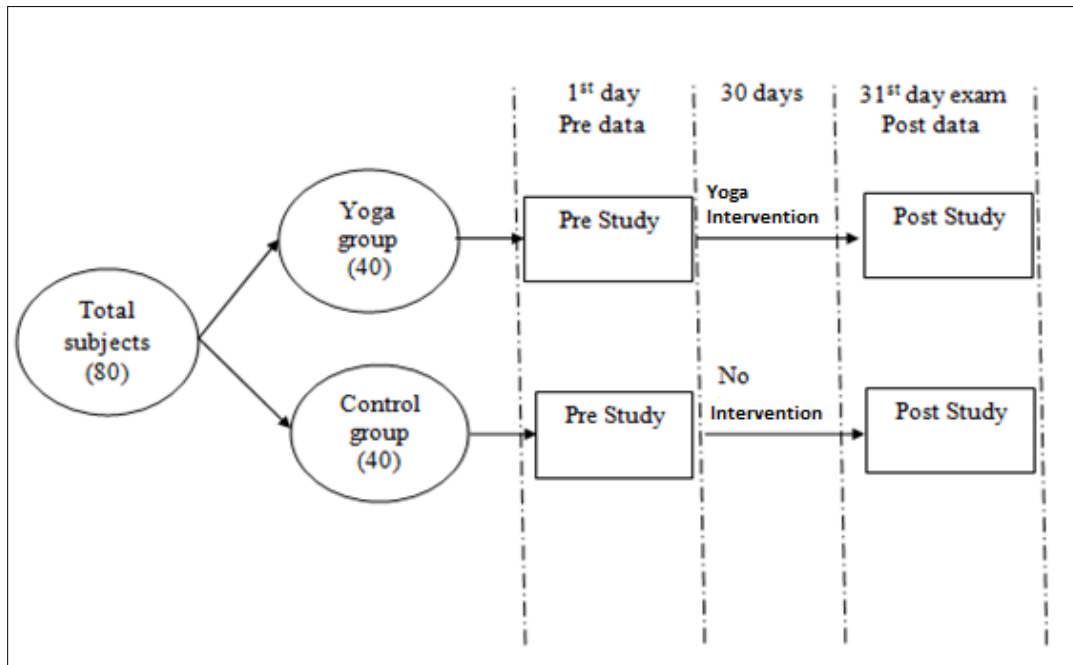 1st day
Pre data
30 days
31st day exam
Post data
Yoga
group
(40)
Pre Study
Yoga
Intervention
Post Study
Total
subjects
(80)
Control
group
(40)
Pre Study
No
Intervention
Post Study